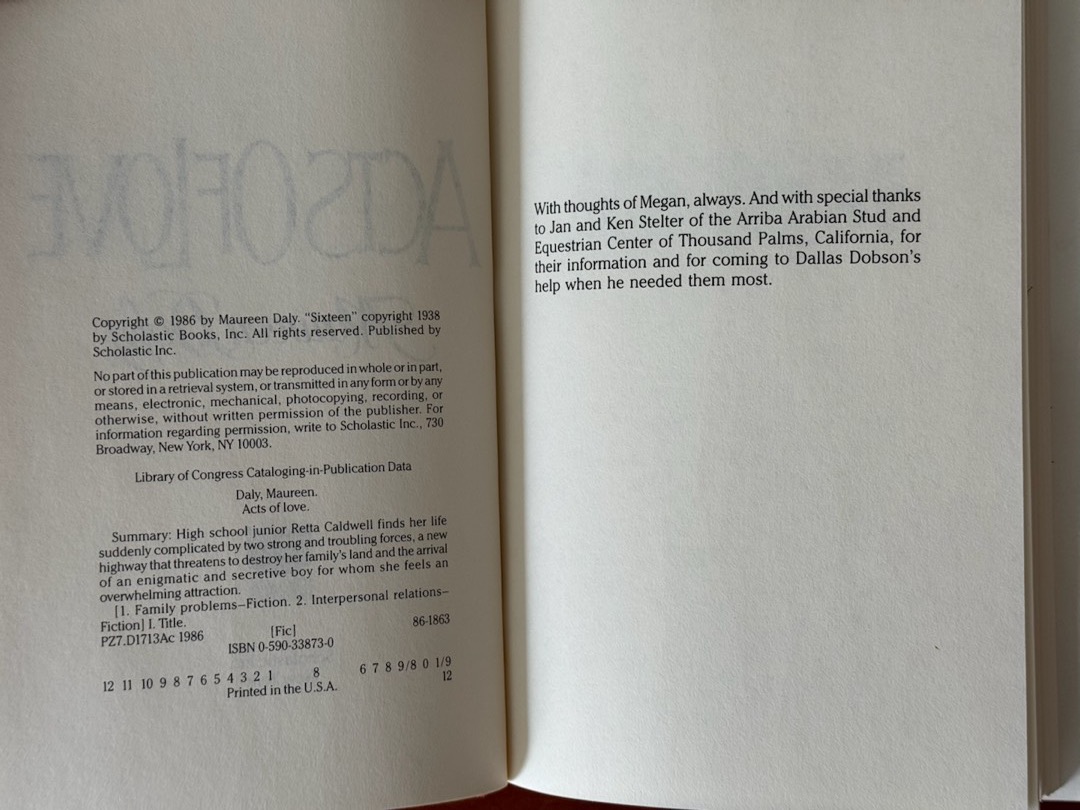 ACTS OF LOVE
Copyright © 1986 by Maureen Daly. "Sixteen" copyright 1938
by Scholastic Books, Inc. All rights reserved. Published by
Scholastic Inc.
No part of this publication may be reproduced in whole or in part,
or stored in a retrieval system, or transmitted in any form or by any
means, electronic, mechanical, photocopying, recording, or
otherwise, without written permission of the publisher. For
information regarding permission, write to Scholastic Inc., 730
Broadway, New York, NY 10003.
Library of Congress Cataloging-in-Publication Data
Daly, Maureen.
Acts of love.
Summary: High school junior Retta Caldwell finds her life
suddenly complicated by two strong and troubling forces, a new
highway that threatens to destroy her family's land and the arrival
of an enigmatic and secretive boy for whom she feels an
overwhelming attraction.
[1. Family problems–Fiction. 2. Interpersonal relations–
Fiction] I. Title.
PZ7.D1713Ac 1986 [Fic] 86-1863
ISBN 0-590-33873-0
12 11 10 9 8 7 6 5 4 3 2 1 8 6 7 8 9/8 0 1/9
Printed in the U.S.A. 12
With thoughts of Megan, always. And with special thanks
to Jan and Ken Stelter of the Arriba Arabian Stud and
Equestrian Center of Thousand Palms, California, for
their information and for coming to Dallas Dobson's
help when he needed them most.